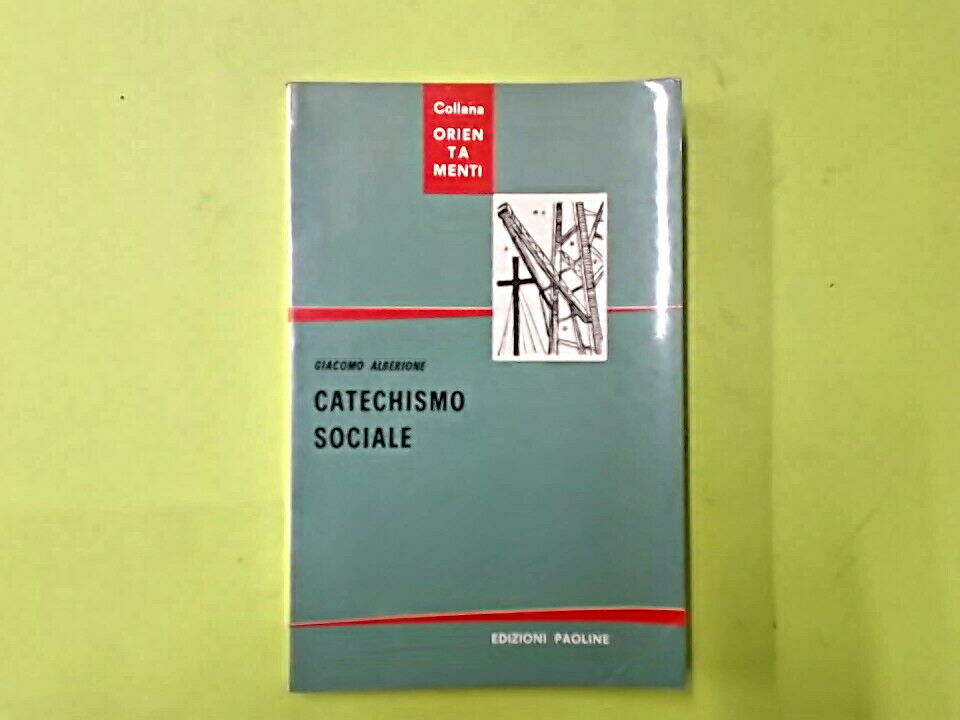 Collana
ORIEN
TA
MENTI
GIACOMO ALBERIONE
CATECHISMO
SOCIALE
EDIZIONI PAOLINE